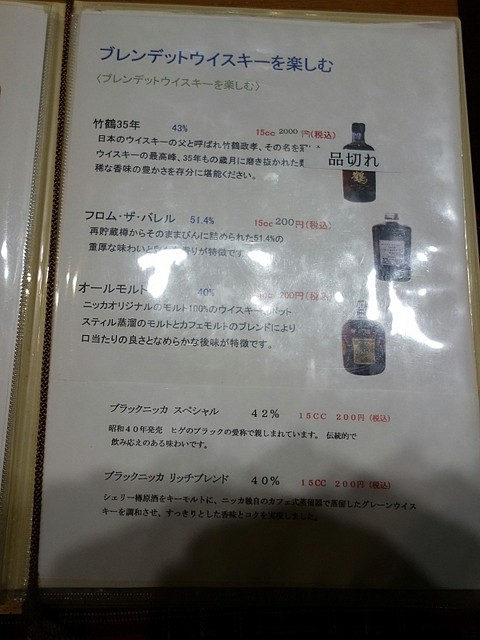 ブレンデットウイスキーを楽しむ
〈ブレンデットウイスキーを楽しむ〉
竹鶴35年 43% 15cc 2000 円(税込)
日本のウイスキーの父と呼ばれ竹鶴政孝、その名を
ウイスキーの最高峰、35年もの歳月に磨き抜かれた
稀な香味の豊かさを存分に堪能ください。
品切れ
鶴
フロム・ザ・バレル 51.4% 15cc 200円(税込)
再貯蔵樽からそのままびんに詰められた51.4%の
重厚な味わいと りが特徴です
オールモルト 40% 200円(税込)
ニッカオリジナルのモルト100%のウイスキー ポット
スティル蒸溜のモルトとカフェモルトのブレンドにより
口当たりの良さとなめらかな後味が特徴です。
ブラックニッカ スペシャル 42% 15CC 200円(税込)
昭和40年発売 ヒゲのブラックの愛称で親しまれています。 伝統的で
飲み応えのある味わいです。
ブラックニッカ リッチブレンド 40% 15CC 200円(税込)
シェリー樽原酒をキーモルトに、ニッカ独自のカフェ式蒸留器で蒸留したグレーンウイス
キーを調和させ、すっきりとした香味とコクを実現しました。